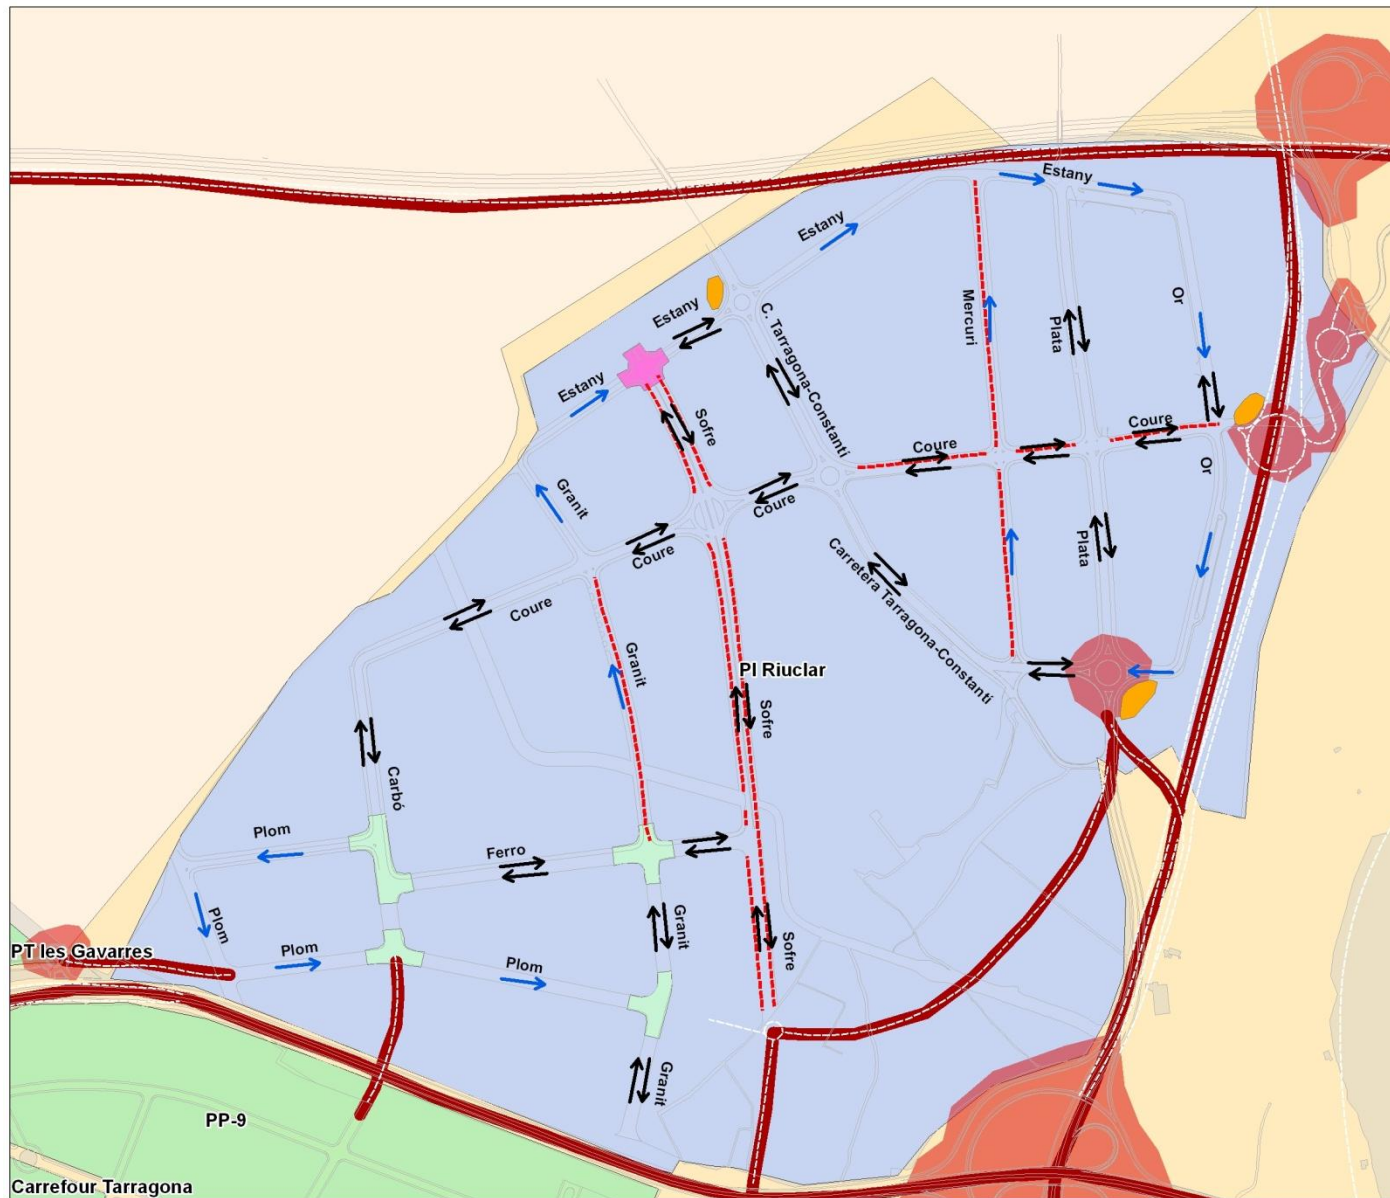 Estany
Estany
Estany
C. Tarragona-Constantí
Mercuri
Plata
Or
Estany
Sofre
Coure
Coure
Or
Granit
Coure
Coure
Plata
Carretera Tarragona-Constantí
Coure
Granit
PI Riuclar
Sofre
Carbó
Plom
Ferro
Plom
Granit
Sofre
PT les Gavarres
Plom
Plom
Granit
PP-9
Carrefour Tarragona